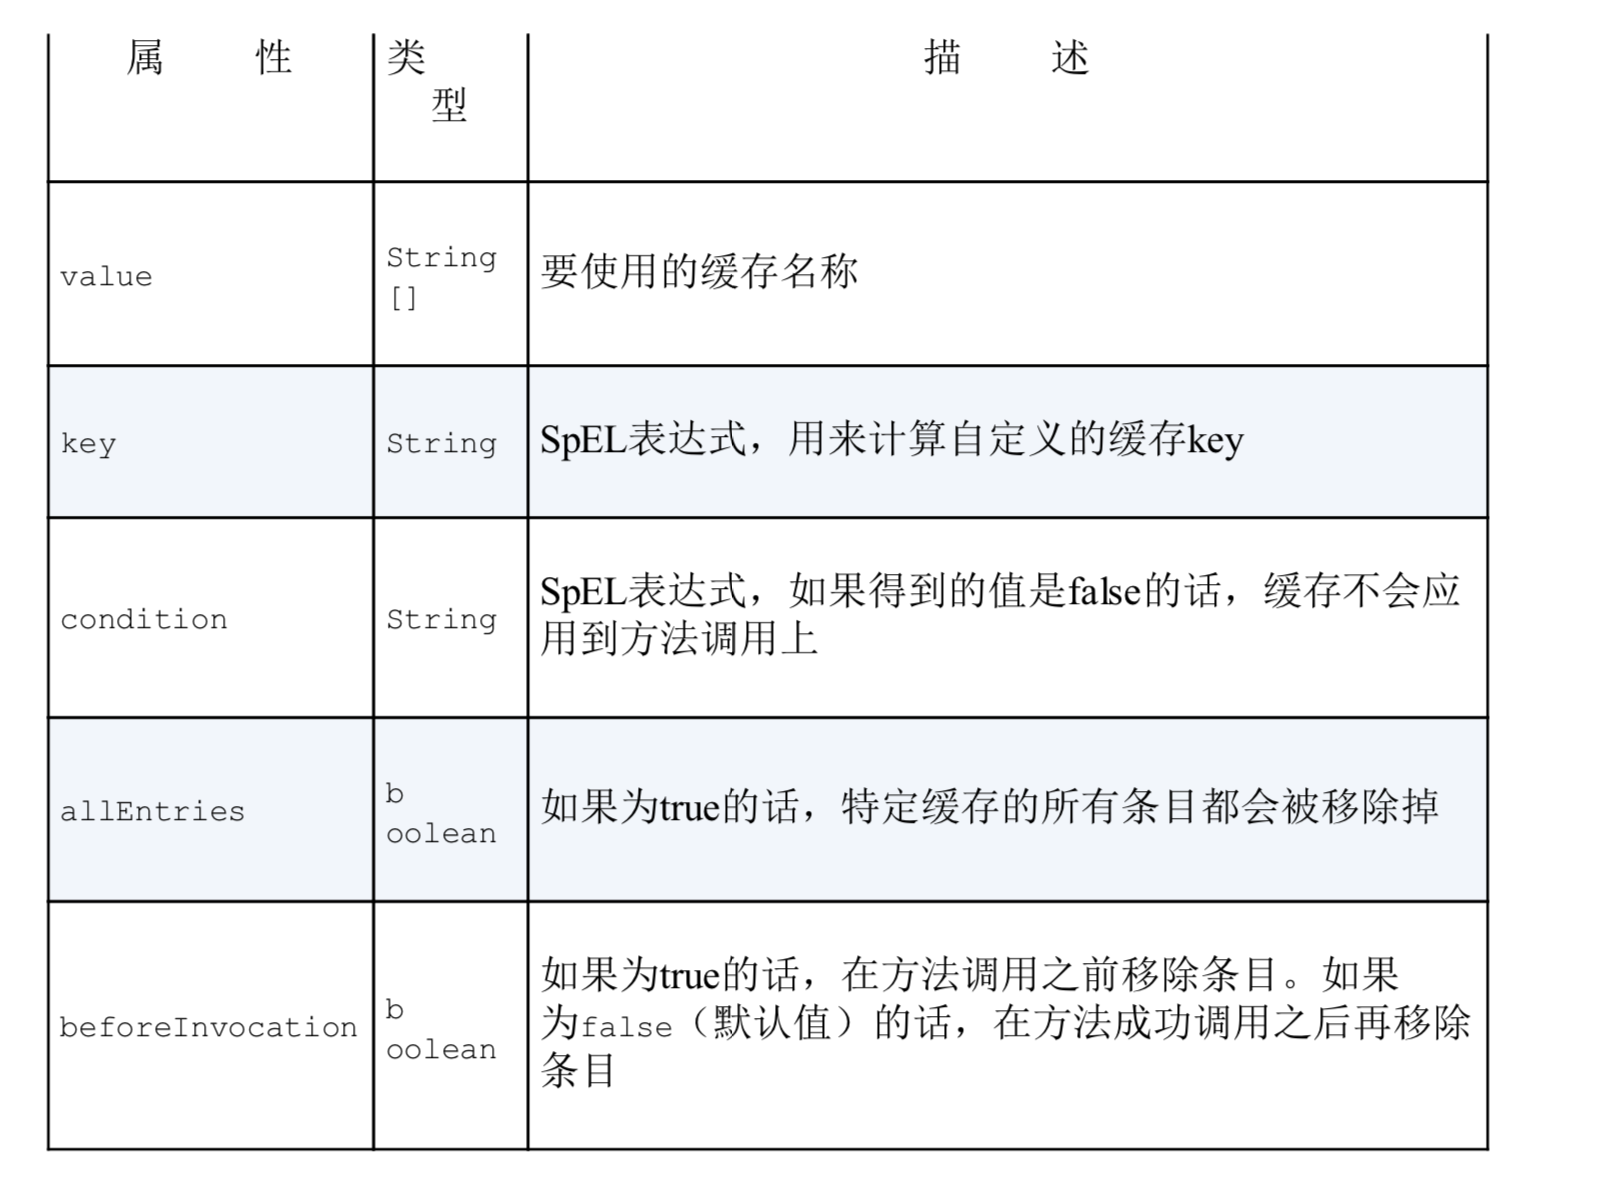 属 性
类
型
描 述
value
String
[]
要使用的缓存名称
key
String
SpEL表达式，用来计算自定义的缓存key
condition
String
SpEL表达式，如果得到的值是false的话，缓存不会应
用到方法调用上
allEntries
b
oolean
如果为true的话，特定缓存的所有条目都会被移除掉
beforeInvocation
b
oolean
如果为true的话，在方法调用之前移除条目。如果
为false（默认值）的话，在方法成功调用之后再移除
条目